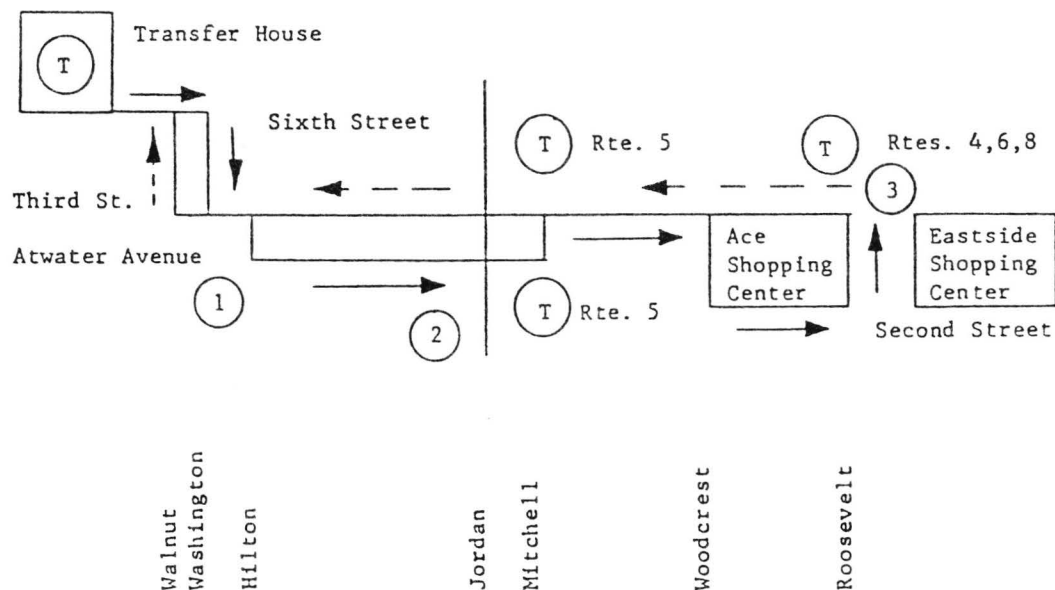 Transfer House
T
Sixth Street
T Rte. 5
T Rtes. 4,6,8
3
Third St.
Atwater Avenue
Ace
Shopping
Center
Eastside
Shopping
Center
1
2
T Rte. 5
Second Street
Walnut
Washington
Hilton
Jordan
Mitchell
Woodcrest
Roosevelt